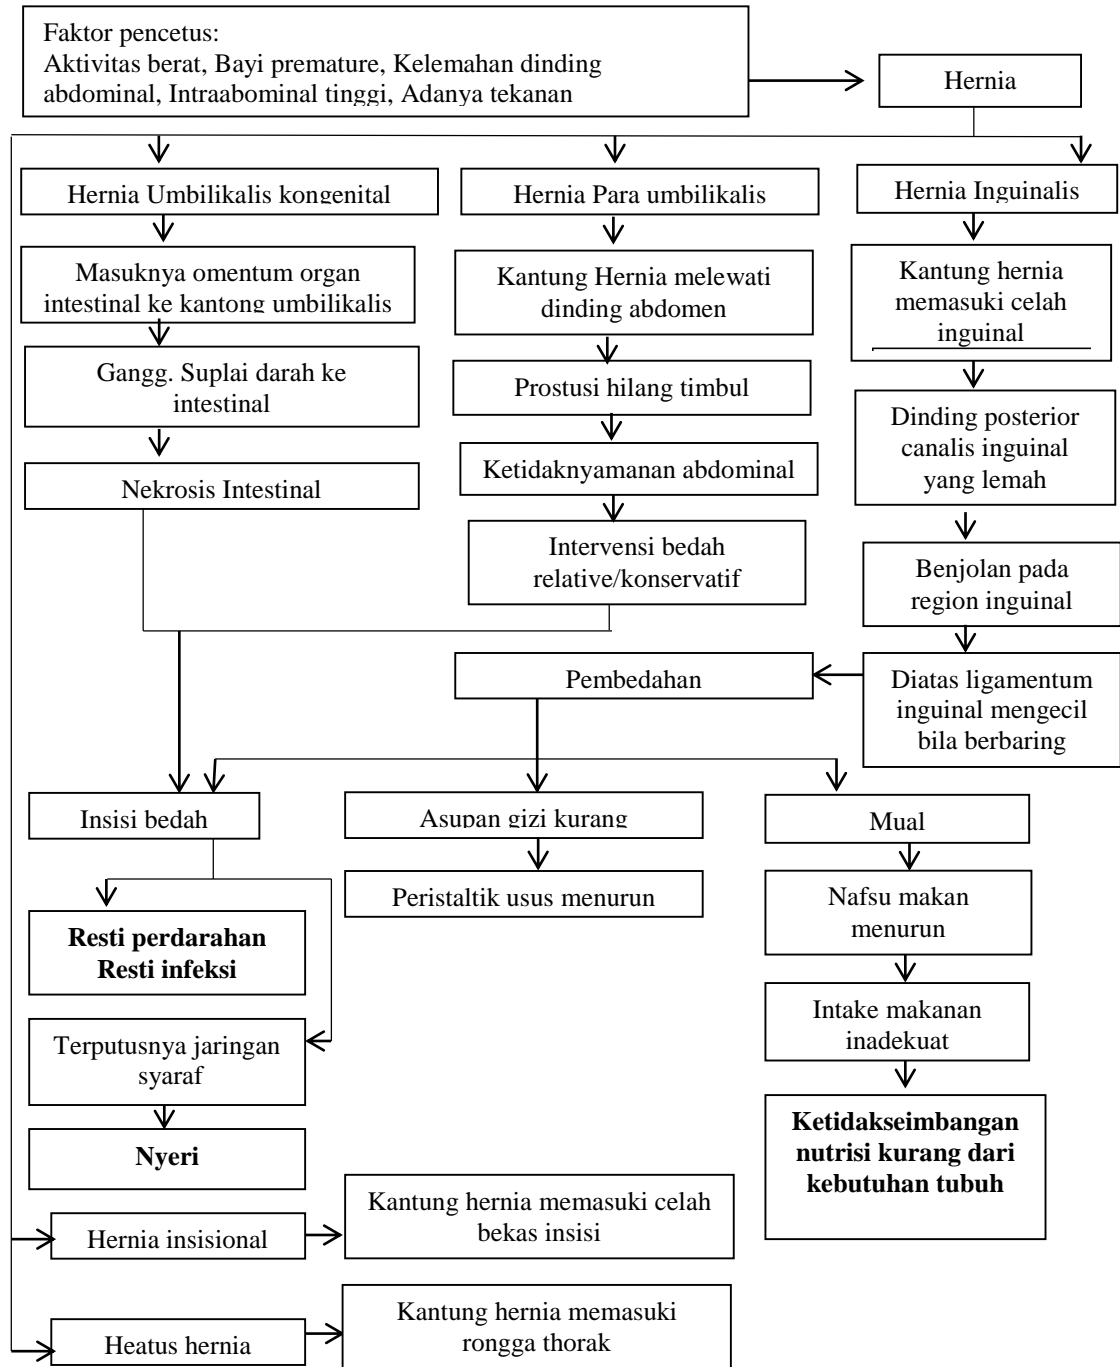 Faktor pencetus:
Aktivitas berat, Bayi premature, Kelemahan dinding
abdominal, Intraabominal tinggi, Adanya tekanan
Hernia
Hernia Umbilikalis kongenital
Hernia Para umbilikalis
Hernia Inguinalis
Masuknya omentum organ
intestinal ke kantong umbilikalis
Kantung Hernia melewati
dinding abdomen
Kantung hernia
memasuki celah
inguinal
Gangg. Suplai darah ke
intestinal
Prostusi hilang timbul
Dinding posterior
canalis inguinal
yang lemah
Nekrosis Intestinal
Ketidaknyamanan abdominal
Intervensi bedah
relative/konservatif
Benjolan pada
region inguinal
Pembedahan
Diatas ligamentum
inguinal mengecil
bila berbaring
Insisi bedah
Asupan gizi kurang
Mual
Peristaltik usus menurun
Nafsu makan
menurun
Resti perdarahan
Resti infeksi
Intake makanan
inadekuat
Terputusnya jaringan
syaraf
Nyeri
Ketidakseimbangan
nutrisi kurang dari
kebutuhan tubuh
Hernia insisional
Kantung hernia memasuki celah
bekas insisi
Heatus hernia
Kantung hernia memasuki
rongga thorak